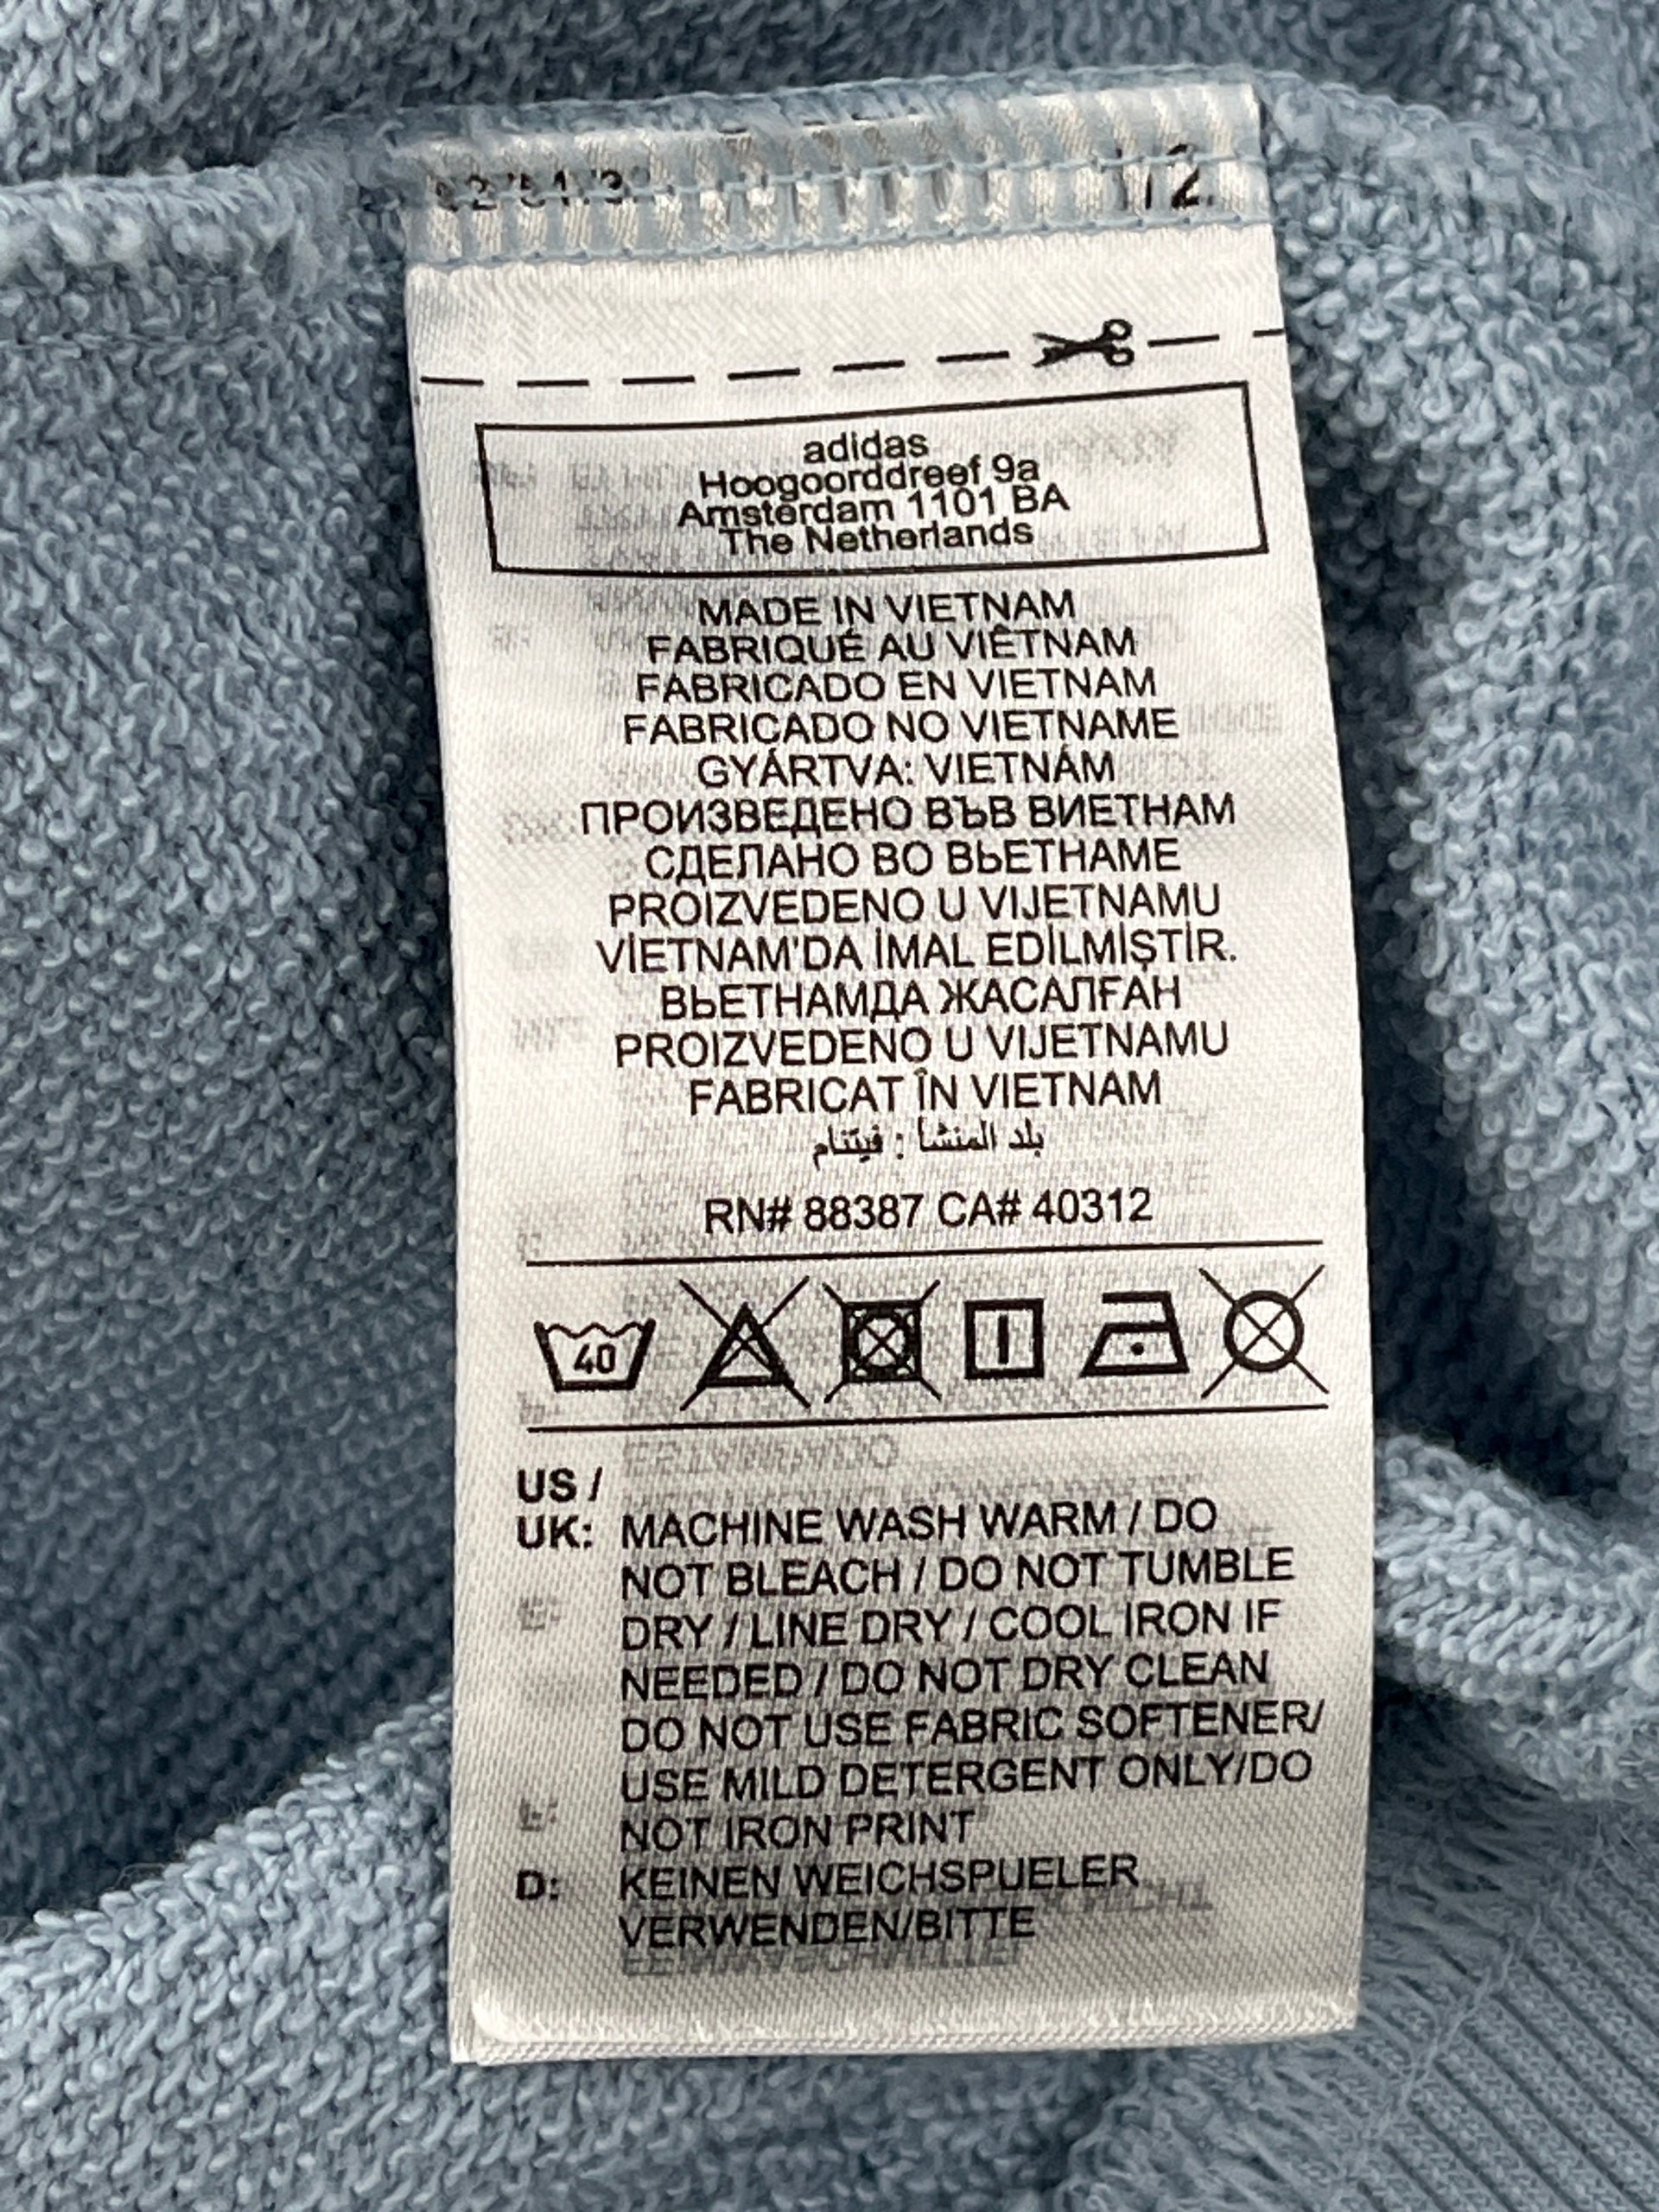 adidas
Hoogoorddreef 9a
Amsterdam 1101 BA
The Netherlands
MADE IN VIETNAM
FABRIQUÉ AU VIÊTNAM
FABRICADO EN VIETNAM
FABRICADO NO VIETNAME
GYÁRTVA: VIETNÁM
ПРОИЗВЕДЕНО ВЪВ ВИЕТНАМ
СДЕЛАНО ВО ВЬЕТНАМЕ
PROIZVEDENO U VIJETNAMU
VİETNAM'DA İMAL EDİLMİŞTİR.
ВЬЕТНАМДА ЖАСАЛҒАН
PROIZVEDENO U VIJETNAMU
FABRICAT ÎN VIETNAM
بلد المنشأ : فيتنام
RN# 88387 CA# 40312
40
US /
UK: MACHINE WASH WARM / DO
NOT BLEACH / DO NOT TUMBLE
DRY / LINE DRY / COOL IRON IF
NEEDED / DO NOT DRY CLEAN
DO NOT USE FABRIC SOFTENER/
USE MILD DETERGENT ONLY/DO
NOT IRON PRINT
D: KEINEN WEICHSPUELER
VERWENDEN/BITTE